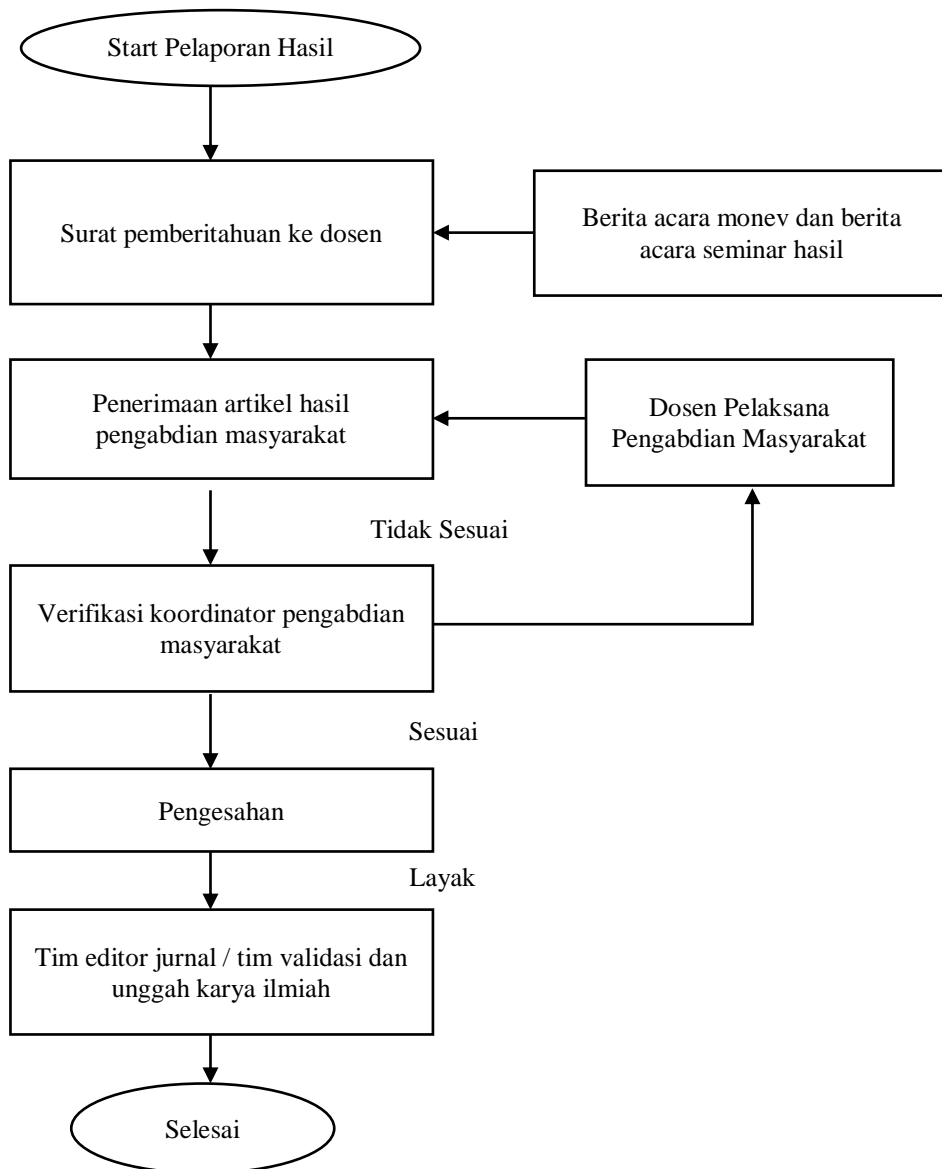 Start Pelaporan Hasil
Surat pemberitahuan ke dosen
Berita acara monev dan berita
acara seminar hasil
Penerimaan artikel hasil
pengabdian masyarakat
Dosen Pelaksana
Pengabdian Masyarakat
Tidak Sesuai
Verifikasi koordinator pengabdian
masyarakat
Sesuai
Pengesahan
Layak
Tim editor jurnal / tim validasi dan
unggah karya ilmiah
Selesai